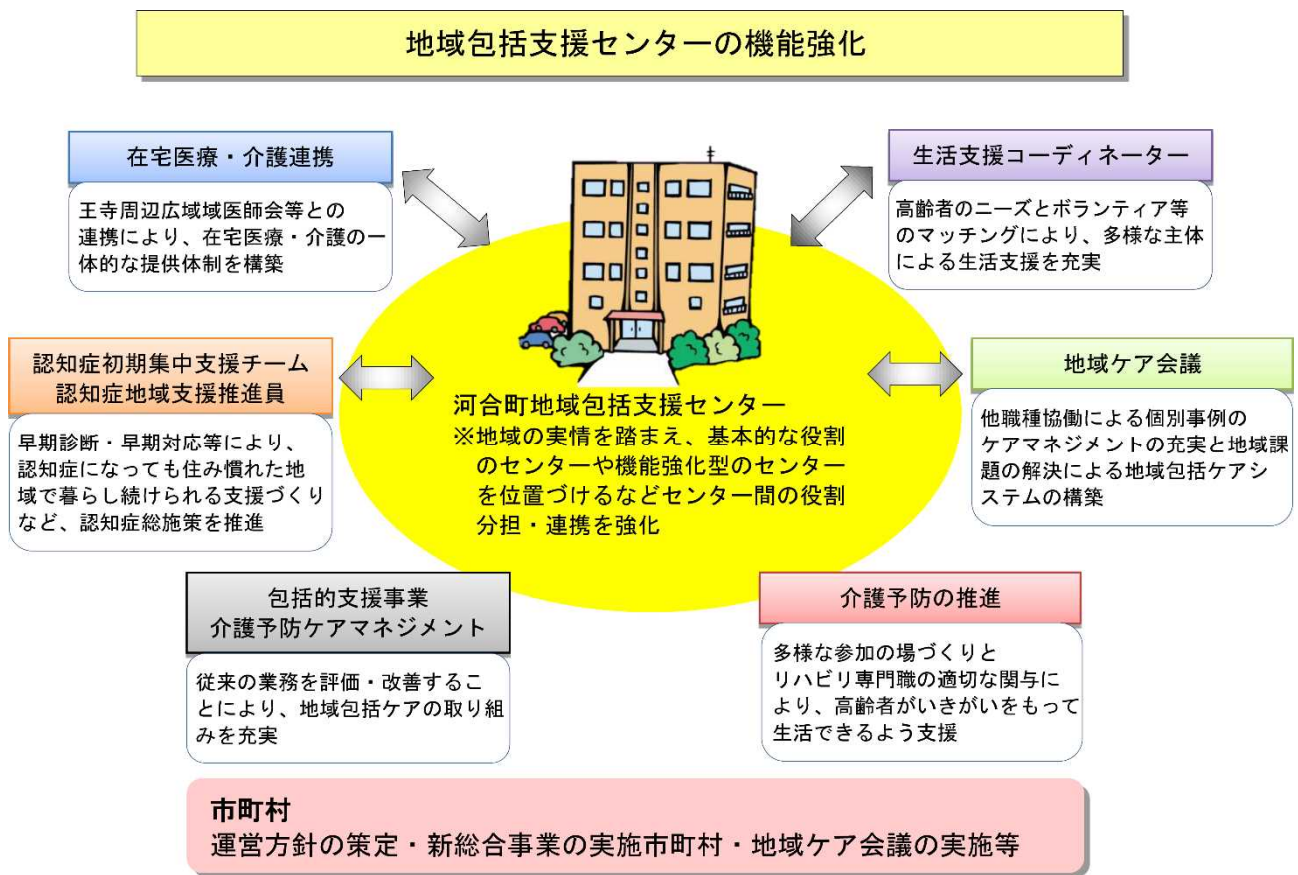 地域包括支援センターの機能強化
在宅医療・介護連携
王寺周辺広域医師会等との
連携により、在宅医療・介護の一
体的な提供体制を構築
生活支援コーディネーター
高齢者のニーズとボランティア等
のマッチングにより、多様な主体
による生活支援を充実
認知症初期集中支援チーム
認知症地域支援推進員
早期診断・早期対応等により、
認知症になっても住み慣れた地
域で暮らし続けられる支援づくり
など、認知症総施策を推進
河合町地域包括支援センター
※地域の実情を踏まえ、基本的な役割
のセンターや機能強化型のセンター
を位置づけるなどセンター間の役割
分担・連携を強化
地域ケア会議
他職種協働による個別事例の
ケアマネジメントの充実と地域課
題の解決による地域包括ケアシ
ステムの構築
包括的支援事業
介護予防ケアマネジメント
従来の業務を評価・改善するこ
とにより、地域包括ケアの取り組
みを充実
介護予防の推進
多様な参加の場づくりと
リハビリ専門職の適切な関与に
より、高齢者がいきがいをもって
生活できるよう支援
市町村
運営方針の策定・新総合事業の実施市町村・地域ケア会議の実施等